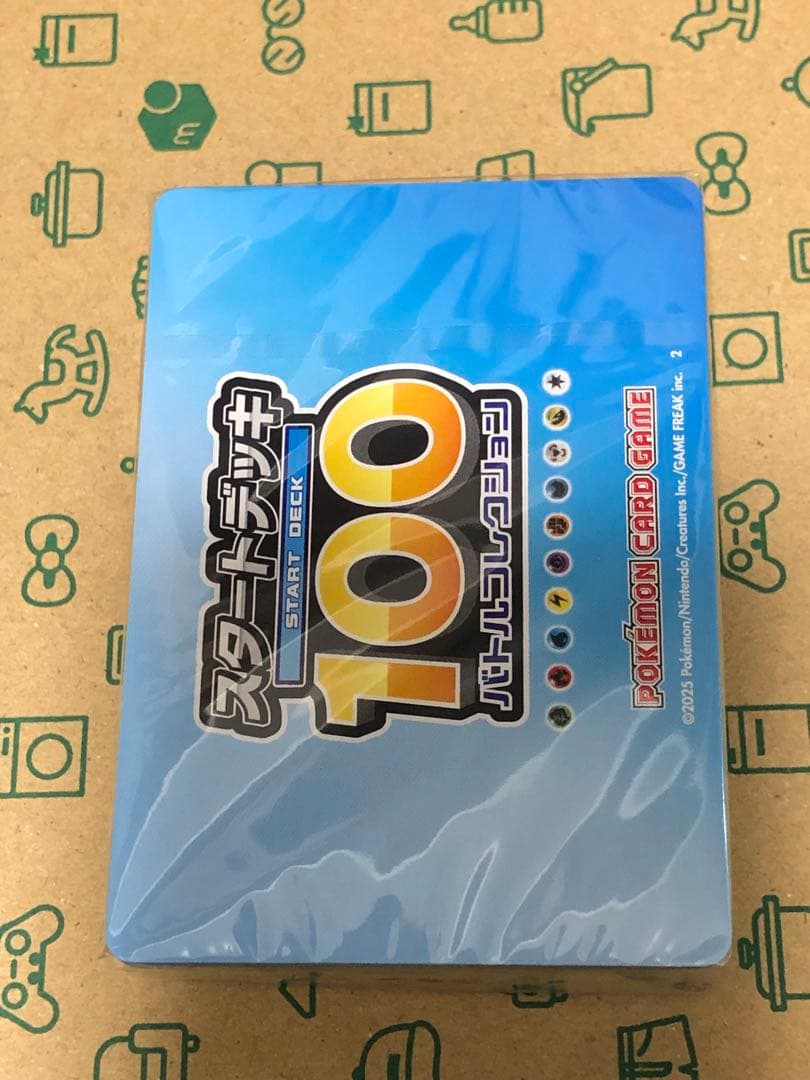 スタートデッキ
START DECK
100
バトルコレクション
POKÉMON CARD GAME
©2025 Pokémon/Nintendo/Creatures Inc./GAME FREAK inc. 2
m